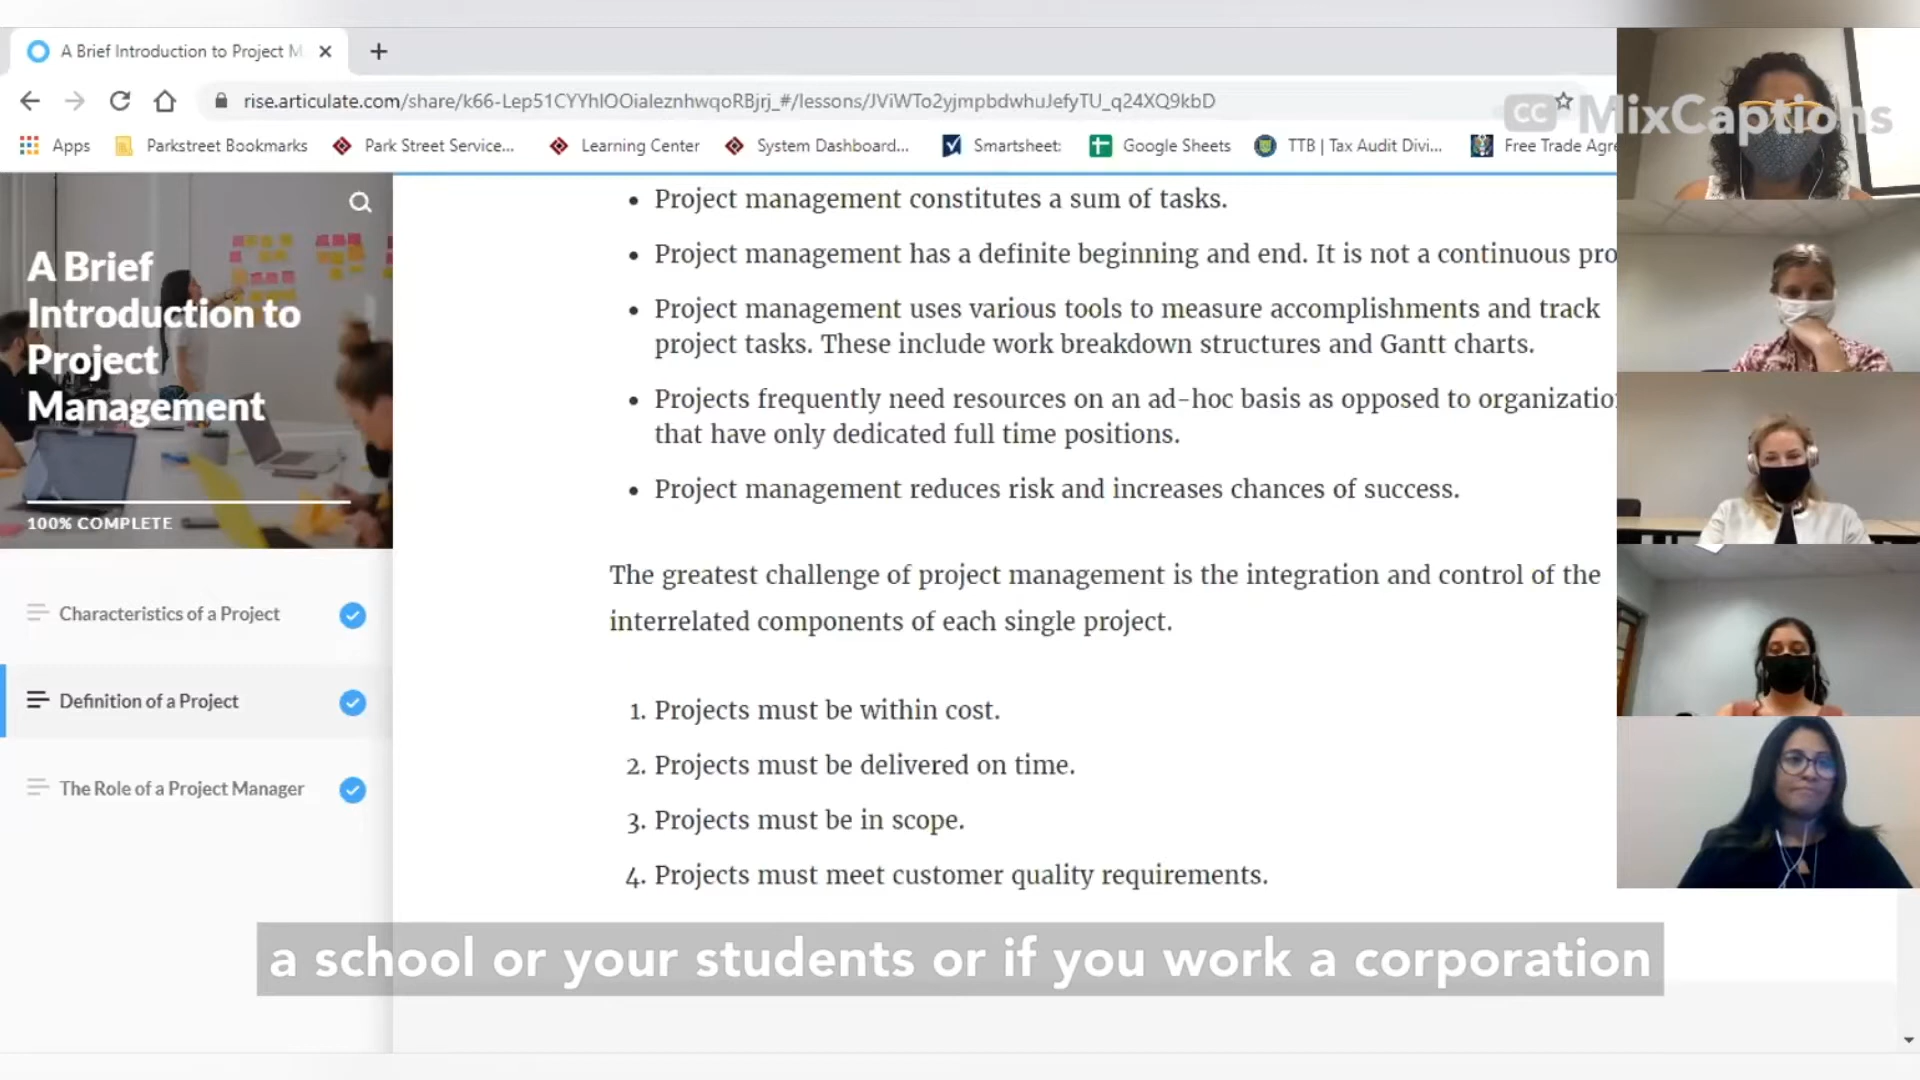 A Brief Introduction to Project M
rise.articulate.com/share/k66-Lep51CYYhlOOialeznhwqoRBjrj_#/lessons/JViWTo2yjmpbdwhuJefyTU_q24XQ9kbD
CC MixCaptions
Apps Parkstreet Bookmarks Park Street Service... Learning Center System Dashboard... Smartsheet: Google Sheets TTB | Tax Audit Divi... Free Trade Agre
A Brief
Introduction to
Project
Management
100% COMPLETE
Characteristics of a Project
Definition of a Project
The Role of a Project Manager
• Project management constitutes a sum of tasks.
• Project management has a definite beginning and end. It is not a continuous pro
• Project management uses various tools to measure accomplishments and track
project tasks. These include work breakdown structures and Gantt charts.
• Projects frequently need resources on an ad-hoc basis as opposed to organizatio
that have only dedicated full time positions.
• Project management reduces risk and increases chances of success.
The greatest challenge of project management is the integration and control of the
interrelated components of each single project.
1. Projects must be within cost.
2. Projects must be delivered on time.
3. Projects must be in scope.
4. Projects must meet customer quality requirements.
a school or your students or if you work a corporation